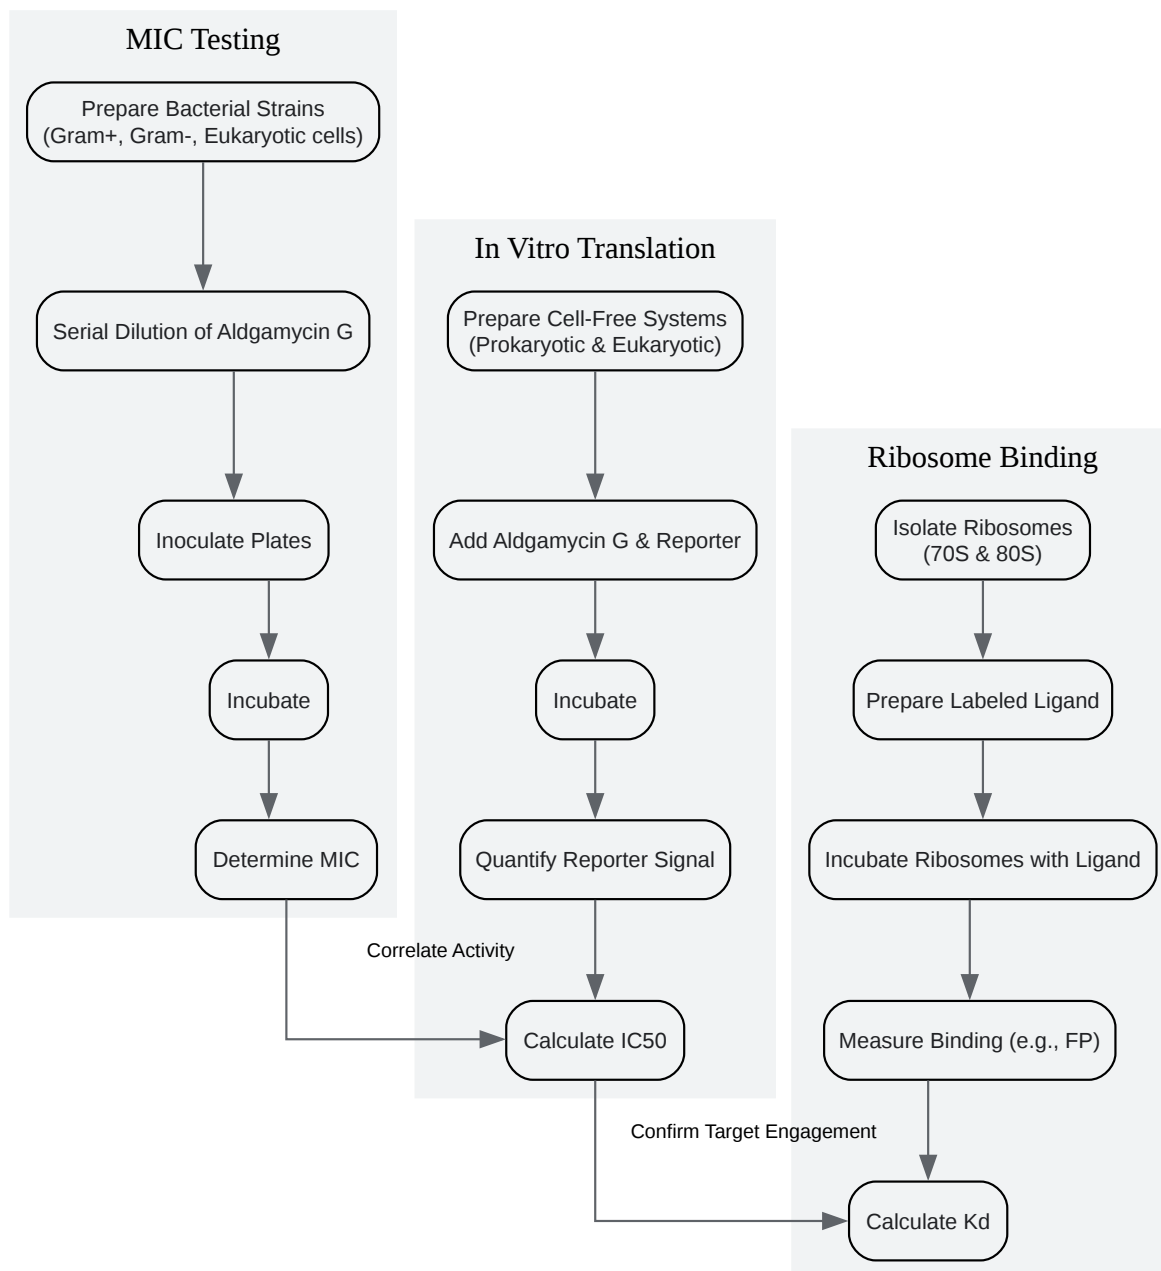 MIC Testing
Prepare Bacterial Strains
(Gram+, Gram-, Eukaryotic cells)
Serial Dilution of Aldgamycin G
Inoculate Plates
Incubate
Determine MIC
Correlate Activity
In Vitro Translation
Prepare Cell-Free Systems
(Prokaryotic & Eukaryotic)
Add Aldgamycin G & Reporter
Incubate
Quantify Reporter Signal
Calculate IC50
Confirm Target Engagement
Ribosome Binding
Isolate Ribosomes
(70S & 80S)
Prepare Labeled Ligand
Incubate Ribosomes with Ligand
Measure Binding (e.g., FP)
Calculate Kd